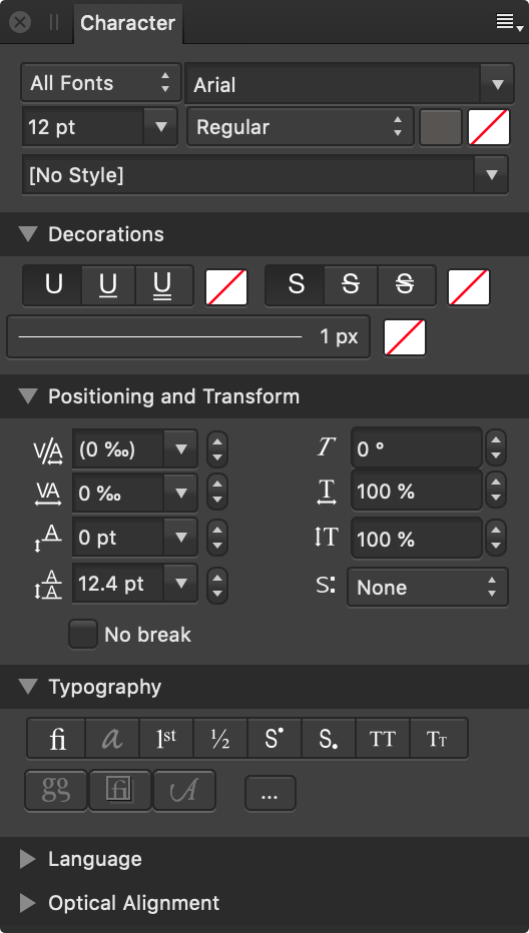 Character
All Fonts Arial
12 pt Regular
[No Style]
Decorations
U U U S S S
1 px
Positioning and Transform
V/A (0 ‰) T 0 °
VA 0 ‰ T 100 %
A 0 pt IT 100 %
A A 12.4 pt S: None
No break
Typography
fi a 1st ½ S S TT TT
gg fi A ...
Language
Optical Alignment